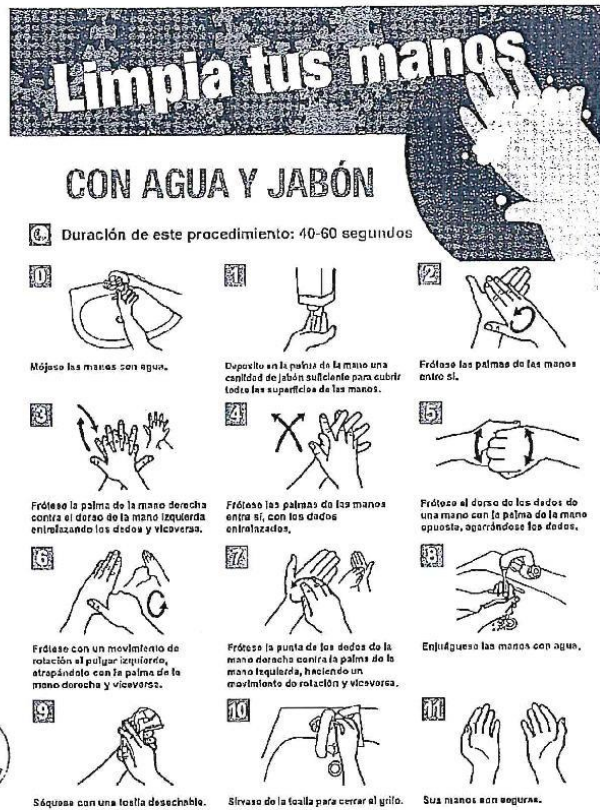 Limpia tus manos
CON AGUA Y JABÓN
Duración de este procedimiento: 40-60 segundos
0
Mójese las manos con agua.
1
Deposite en la palma de la mano una
cantidad de jabón suficiente para cubrir
todas las superficies de las manos.
2
Frótese las palmas de las manos
entre sí.
3
Frótese la palma de la mano derecha
contra el dorso de la mano izquierda
entrelazando los dedos y viceversa.
4
Frótese las palmas de las manos
entre sí, con los dedos
entrelazados.
5
Frótese el dorso de los dedos de
una mano con la palma de la mano
opuesta, agarrándose los dedos.
6
Frótese con un movimiento de
rotación el pulgar izquierdo,
atrapándolo con la palma de la
mano derecha y viceversa.
7
Frótese la punta de los dedos de la
mano derecha contra la palma de la
mano izquierda, haciendo un
movimiento de rotación y viceversa.
8
Enjuáguese las manos con agua.
9
Séquese con una toalla desechable.
10
Sírvase de la toalla para cerrar el grifo.
11
Sus manos son seguras.